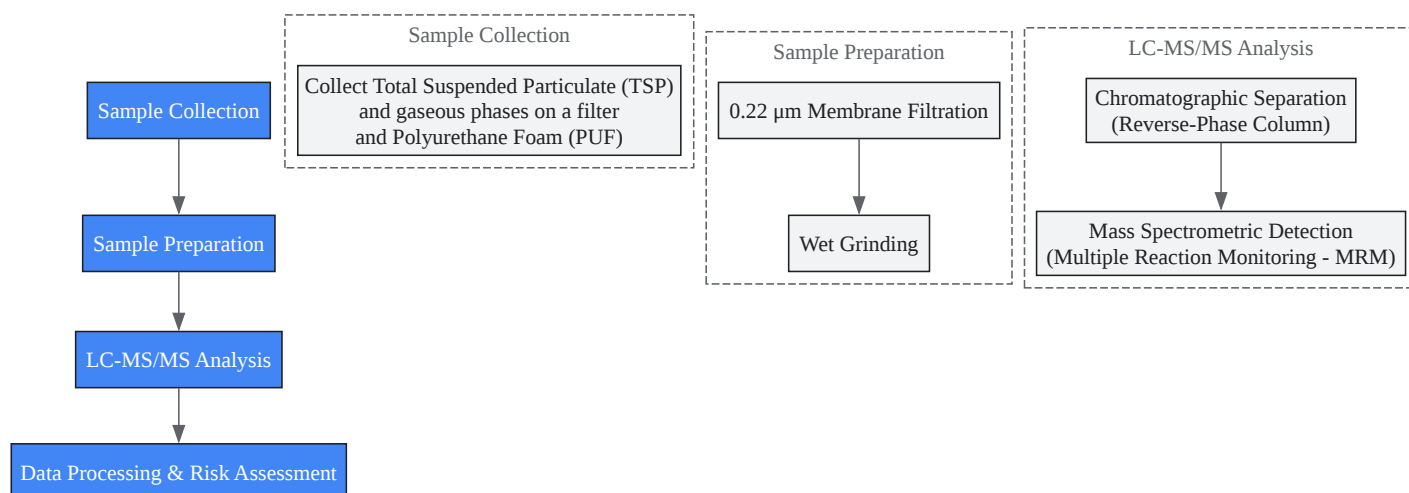 Sample Collection
Sample Preparation
LC-MS/MS Analysis
Data Processing & Risk Assessment
Sample Collection
Collect Total Suspended Particulate (TSP)
and gaseous phases on a filter
and Polyurethane Foam (PUF)
Sample Preparation
0.22 μm Membrane Filtration
Wet Grinding
LC-MS/MS Analysis
Chromatographic Separation
(Reverse-Phase Column)
Mass Spectrometric Detection
(Multiple Reaction Monitoring - MRM)